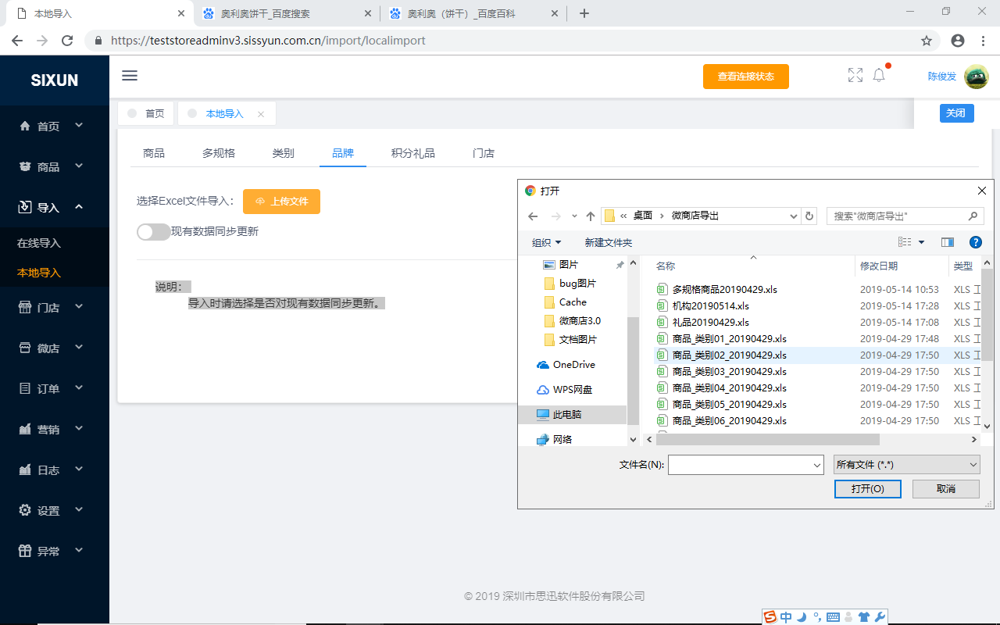 本地导入
奥利奥饼干_百度搜索
奥利奥（饼干）_百度百科
https://teststoreadminv3.sissyun.com.cn/import/localimport
SIXUN
查看连接状态
陈俊发
首页
本地导入
关闭
首页
商品
导入
在线导入
本地导入
门店
微店
订单
营销
日志
设置
异常
商品 多规格 类别 品牌 积分礼品 门店
选择Excel文件导入：
上传文件
现有数据同步更新
说明：
导入时请选择是否对现有数据同步更新。
打开
« 桌面 › 微商店导出
搜索"微商店导出"
组织 新建文件夹
图片
bug图片
Cache
微商店3.0
文档图片
OneDrive
WPS网盘
此电脑
网络
名称 修改日期 类型
多规格商品20190429.xls 2019-05-14 10:53 XLS 工
机构20190514.xls 2019-05-14 17:28 XLS 工
礼品20190429.xls 2019-05-14 17:08 XLS 工
商品_类别01_20190429.xls 2019-04-29 17:48 XLS 工
商品_类别02_20190429.xls 2019-04-29 17:50 XLS 工
商品_类别03_20190429.xls 2019-04-29 17:50 XLS 工
商品_类别04_20190429.xls 2019-04-29 17:50 XLS 工
商品_类别05_20190429.xls 2019-04-29 17:50 XLS 工
商品_类别06_20190429.xls 2019-04-29 17:50 XLS 工
文件名(N):
所有文件 (*.*)
打开(O)
取消
© 2019 深圳市思迅软件股份有限公司
中